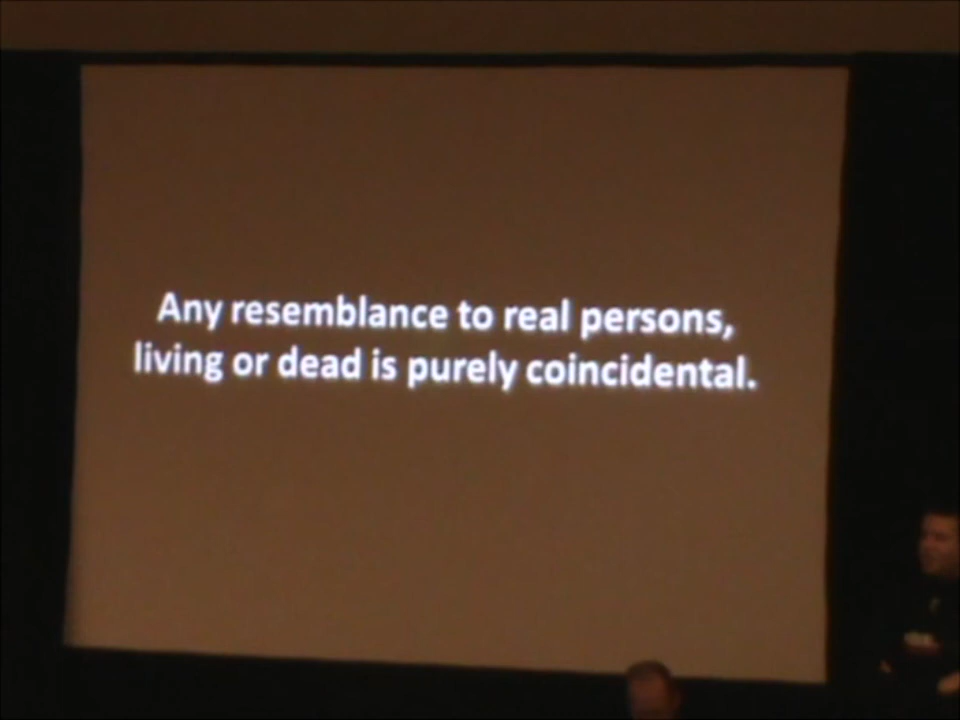 Any resemblance to real persons,
living or dead is purely coincidental.